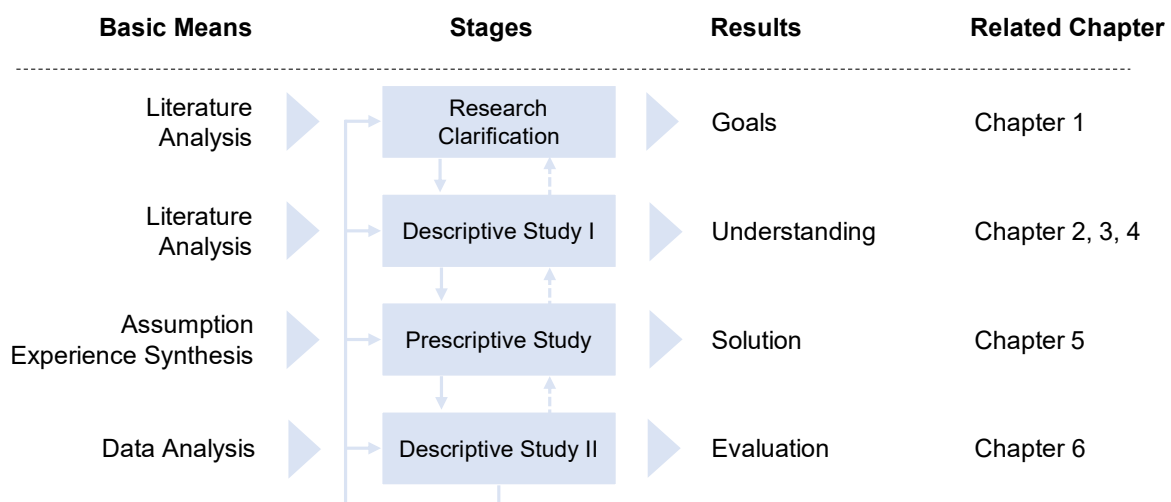 Basic Means Stages Results Related Chapter
Literature
Analysis
Research
Clarification
Goals
Chapter 1
Literature
Analysis
Descriptive Study I
Understanding
Chapter 2, 3, 4
Assumption
Experience Synthesis
Prescriptive Study
Solution
Chapter 5
Data Analysis
Descriptive Study II
Evaluation
Chapter 6